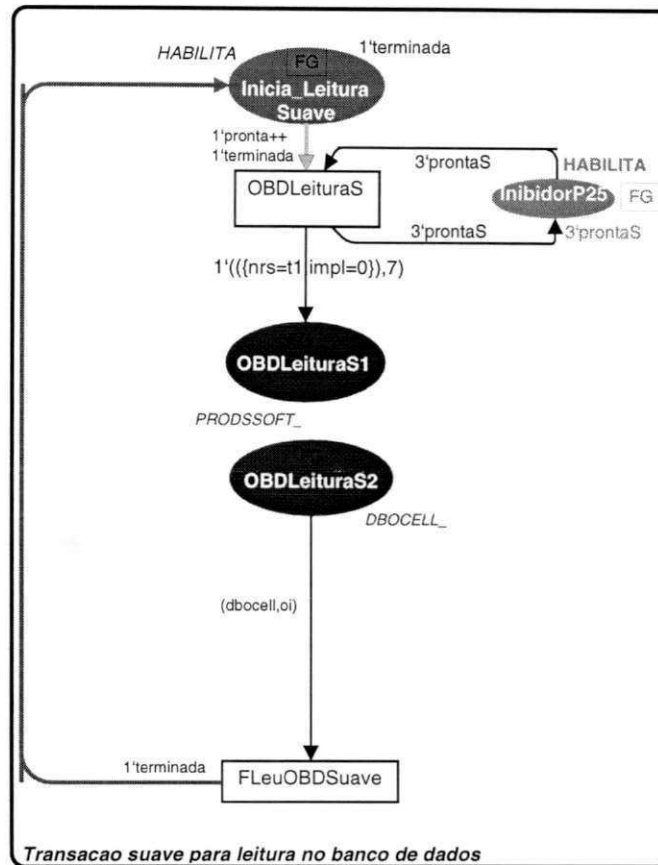 HABILITA
1'terminada
FG
Inicia_Leitura
Suave
1'pronta++
1'terminada
3'prontaS
HABILITA
OBDLeituraS
InibidorP25
FG
3'prontaS
3'prontaS
1'(({nrs=t1,impl=0}),7)
OBDLeituraS1
PRODSSOFT_
OBDLeituraS2
DBOCELL_
(dbocell,oi)
1'terminada
FLeuOBDSuave
Transacao suave para leitura no banco de dados